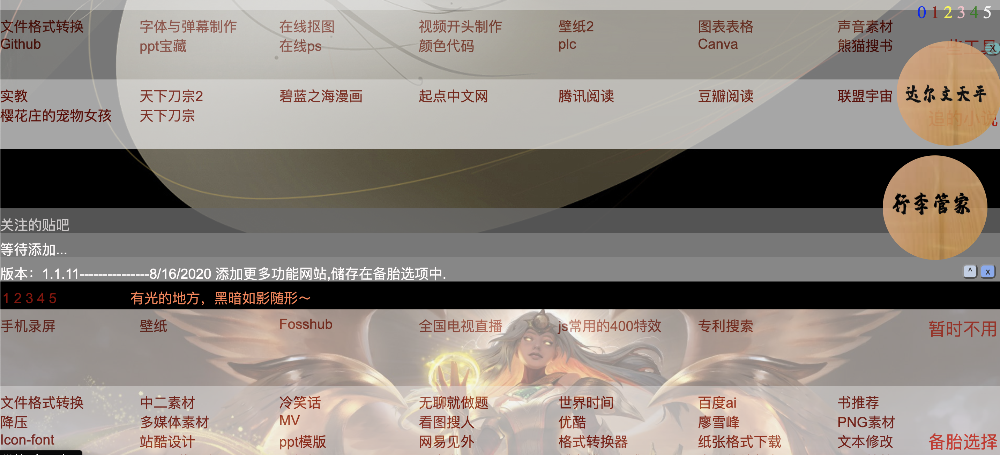 0 1 2 3 4 5
文件格式转换 字体与弹幕制作 在线抠图 视频开头制作 壁纸2 图表表格 声音素材
Github ppt宝藏 在线ps 颜色代码 plc Canva 熊猫搜书
一些工具
X
实教 天下刀宗2 碧蓝之海漫画 起点中文网 腾讯阅读 豆瓣阅读 联盟宇宙
达尔文天平
樱花庄的宠物女孩 天下刀宗
追的小说
行李管家
关注的贴吧
等待添加...
版本：1.1.11---------------8/16/2020 添加更多功能网站,储存在备胎选项中.
^ x
1 2 3 4 5 有光的地方，黑暗如影随形～
手机录屏 壁纸 Fosshub 全国电视直播 js常用的400特效 专利搜索
暂时不用
文件格式转换 中二素材 冷笑话 无聊就做题 世界时间 百度ai 书推荐
降压 多媒体素材 MV 看图搜人 优酷 廖雪峰 PNG素材
Icon-font 站酷设计 ppt模版 网易见外 格式转换器 纸张格式下载 文本修改
备胎选择